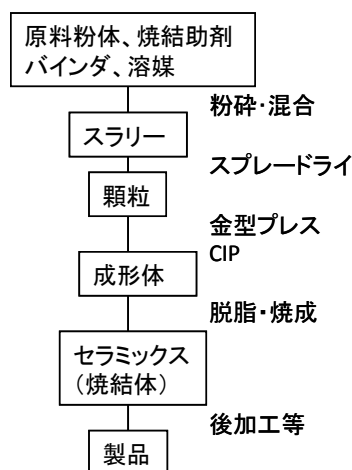 原料粉体、焼結助剤
バインダ、溶媒
粉砕・混合
スラリー
スプレードライ
顆粒
金型プレス
CIP
成形体
脱脂・焼成
セラミックス
（焼結体）
後加工等
製品